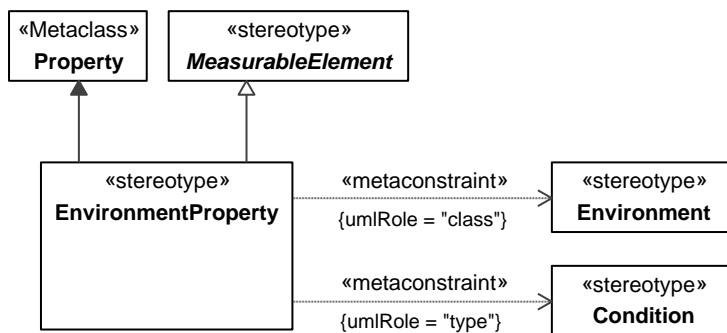 «Metaclass»
Property
«stereotype»
MeasurableElement
«stereotype»
EnvironmentProperty
«metaconstraint»
{umlRole = "class"}
«stereotype»
Environment
«metaconstraint»
{umlRole = "type"}
«stereotype»
Condition